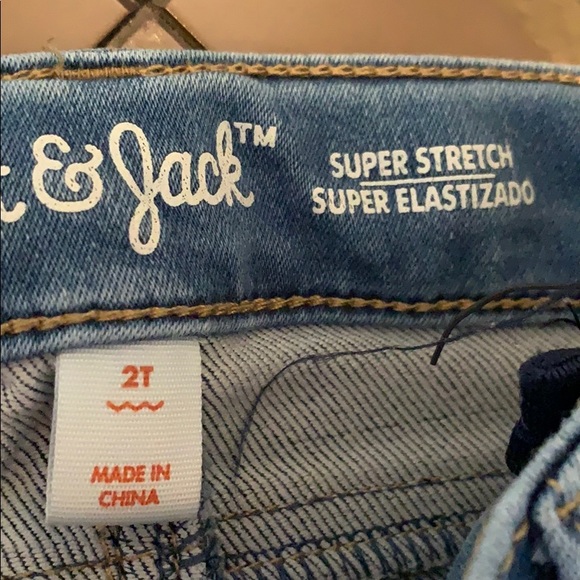 & Jack™
SUPER STRETCH
SUPER ELASTIZADO
2T
MADE IN
CHINA